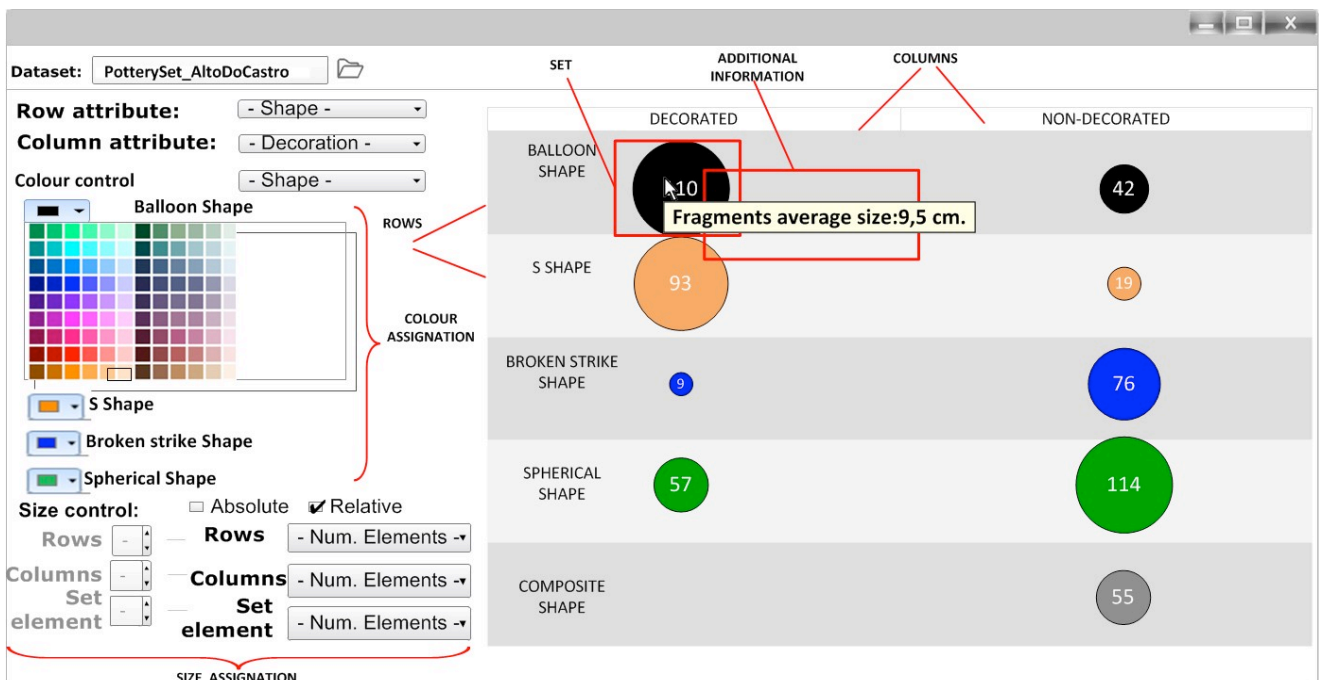 Dataset:
PotterySet_AltoDoCastro
SET
ADDITIONAL
INFORMATION
COLUMNS
Row attribute:
- Shape -
Column attribute:
- Decoration -
Colour control
- Shape -
Balloon Shape
ROWS
COLOUR
ASSIGNATION
S Shape
Broken strike Shape
Spherical Shape
Size control:
Absolute
Relative
Rows
-
Rows
- Num. Elements -
Columns
-
Columns
- Num. Elements -
Set
element
-
Set
element
- Num. Elements -
SIZE ASSIGNATION
DECORATED
NON-DECORATED
BALLOON
SHAPE
10
42
Fragments average size:9,5 cm.
S SHAPE
93
19
BROKEN STRIKE
SHAPE
9
76
SPHERICAL
SHAPE
57
114
COMPOSITE
SHAPE
55